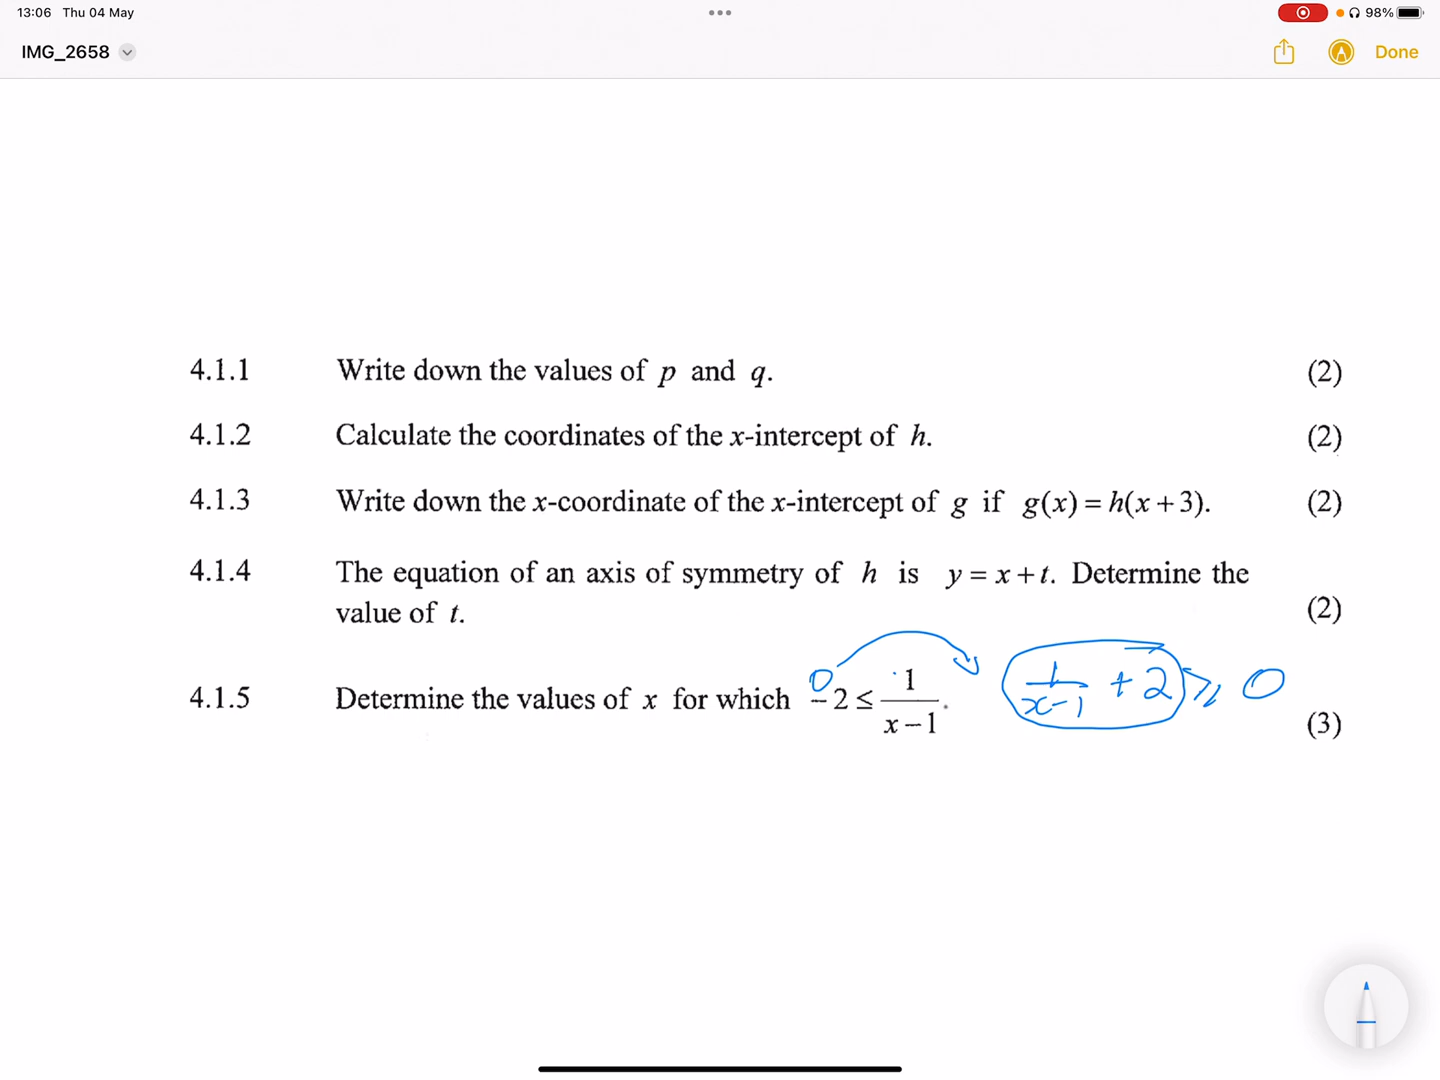 13:06 Thu 04 May
98%
IMG_2658
Done
4.1.1 Write down the values of p and q. (2)
4.1.2 Calculate the coordinates of the x-intercept of h. (2)
4.1.3 Write down the x-coordinate of the x-intercept of g if g(x) = h(x + 3). (2)
4.1.4 The equation of an axis of symmetry of h is y = x + t. Determine the
value of t. (2)
4.1.5 Determine the values of x for which −2 ≤ 1/(x − 1). (3)
0
1/(x-1) + 2 ≥ 0